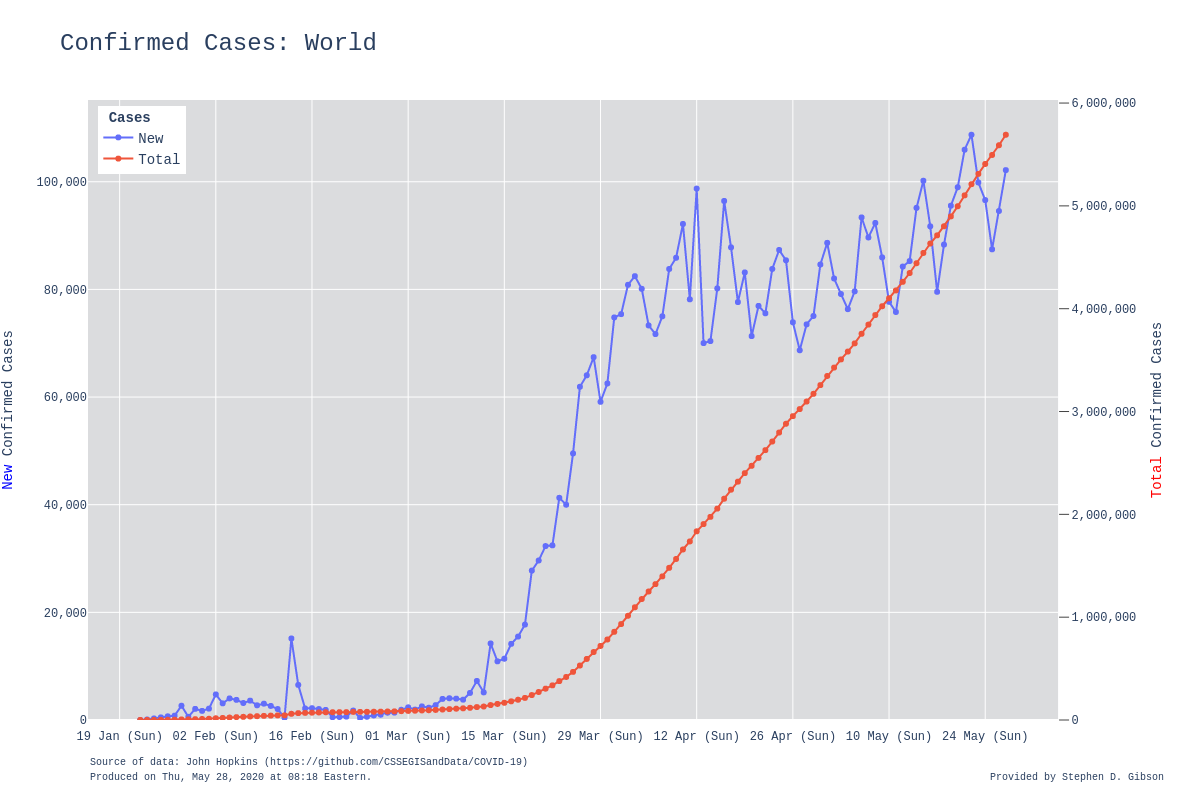 Confirmed Cases: World
Cases
New
Total
6,000,000
5,000,000
4,000,000
3,000,000
2,000,000
1,000,000
0
100,000
80,000
60,000
40,000
20,000
0
New Confirmed Cases
Total Confirmed Cases
19 Jan (Sun) 02 Feb (Sun) 16 Feb (Sun) 01 Mar (Sun) 15 Mar (Sun) 29 Mar (Sun) 12 Apr (Sun) 26 Apr (Sun) 10 May (Sun) 24 May (Sun)
Source of data: John Hopkins (https://github.com/CSSEGISandData/COVID-19)
Produced on Thu, May 28, 2020 at 08:18 Eastern.
Provided by Stephen D. Gibson